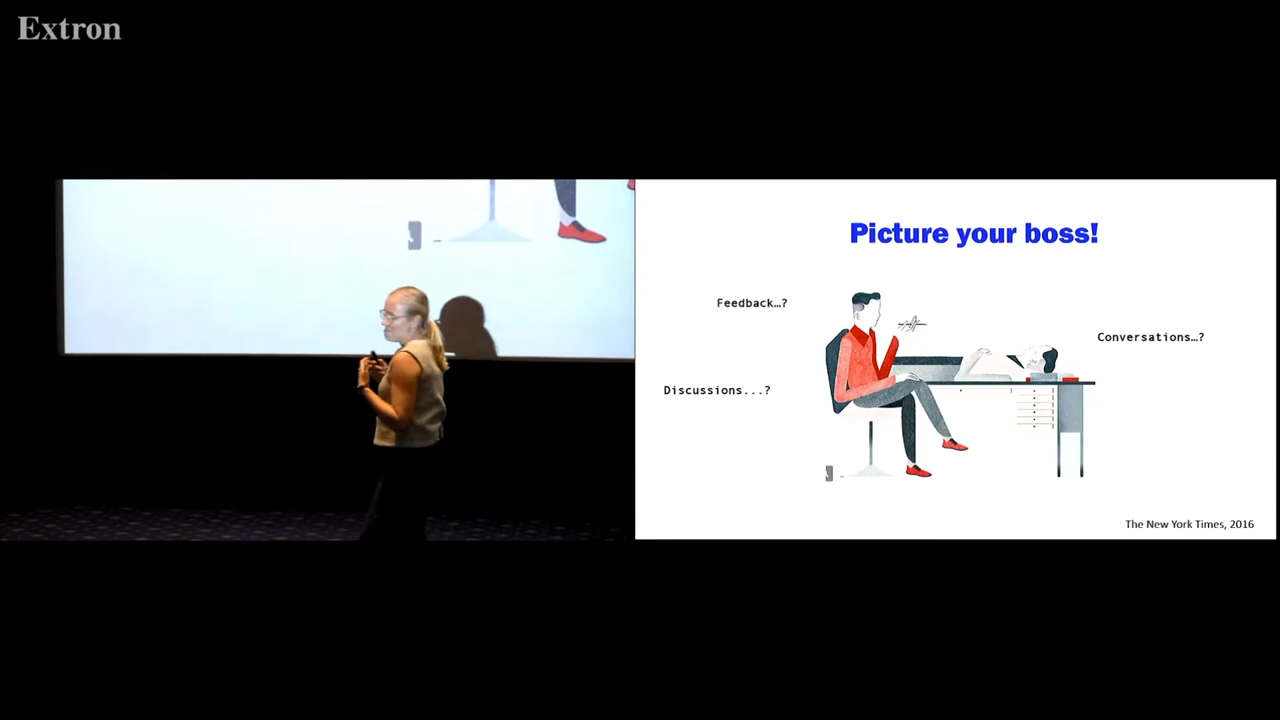 Extron
Picture your boss!
Feedback…?
Conversations…?
Discussions...?
The New York Times, 2016